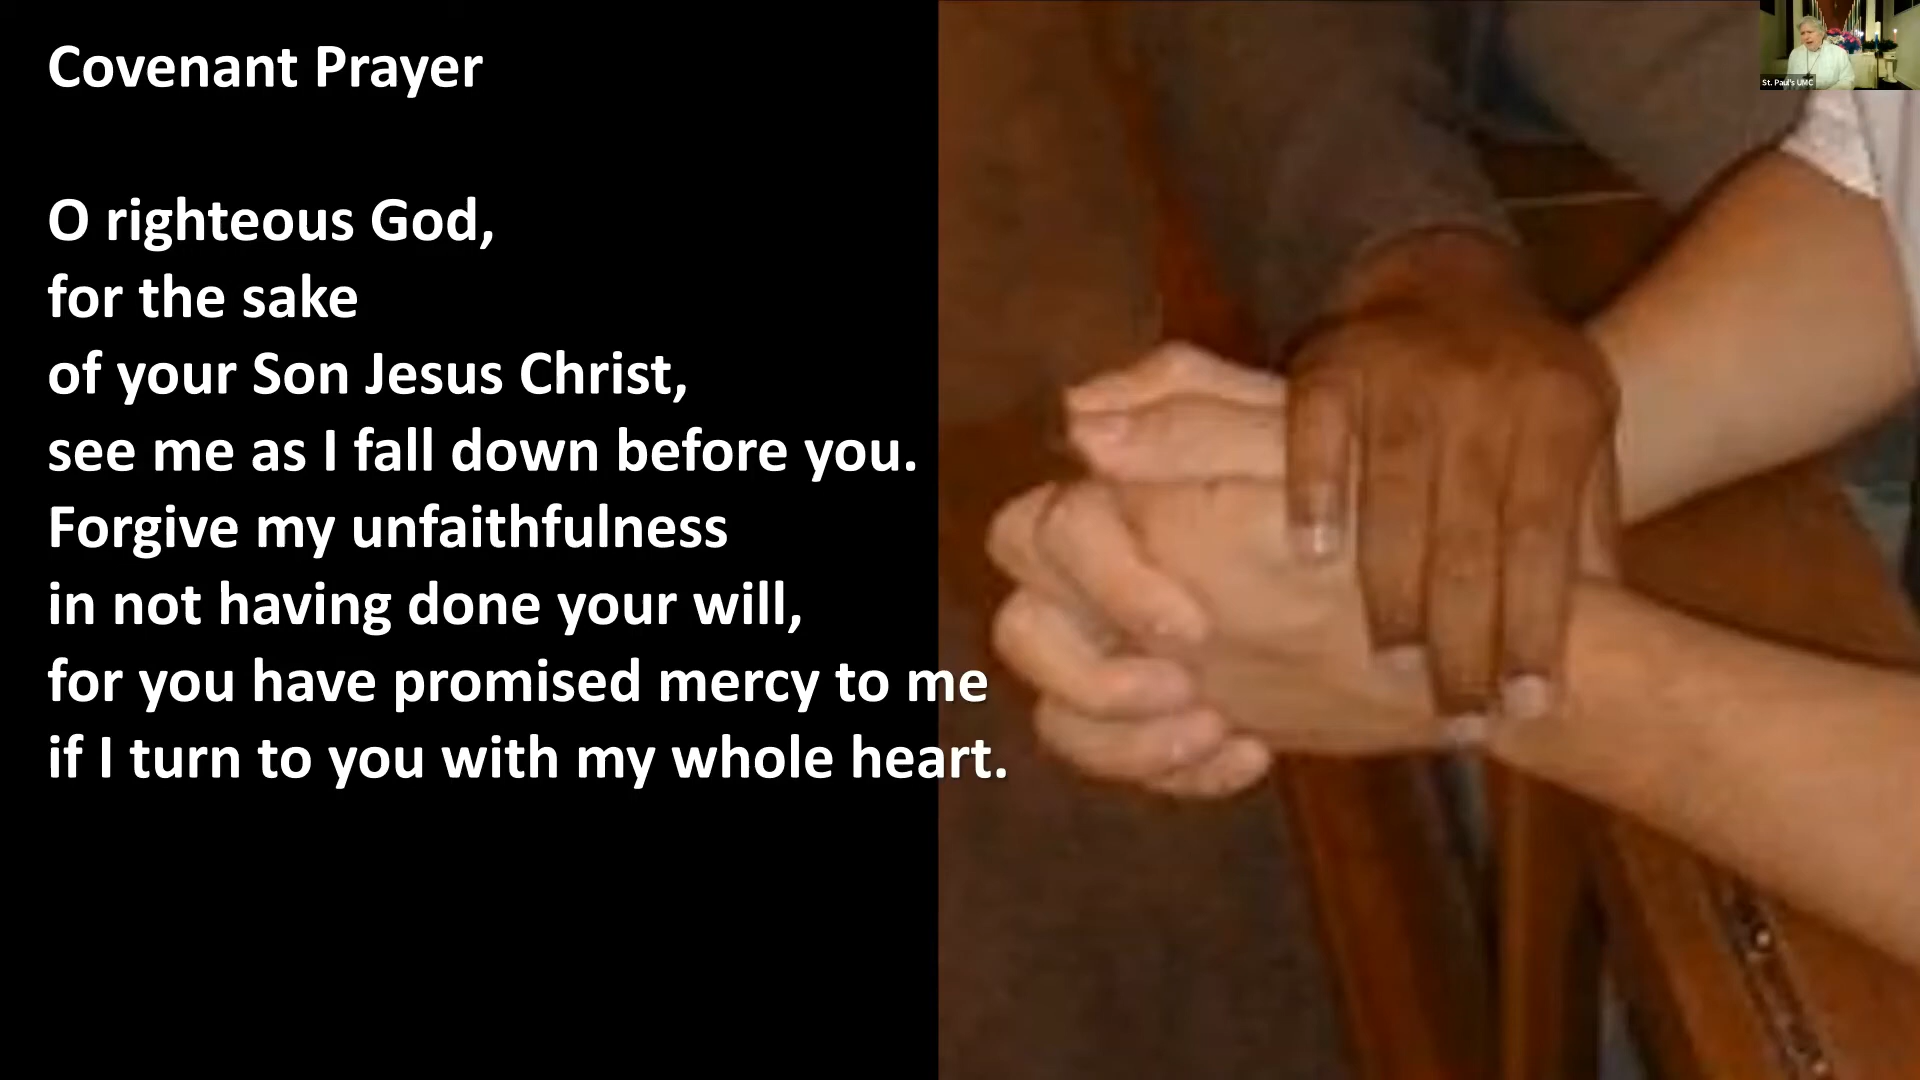 Covenant Prayer
O righteous God,
for the sake
of your Son Jesus Christ,
see me as I fall down before you.
Forgive my unfaithfulness
in not having done your will,
for you have promised mercy to me
if I turn to you with my whole heart.
St. Paul's UMC